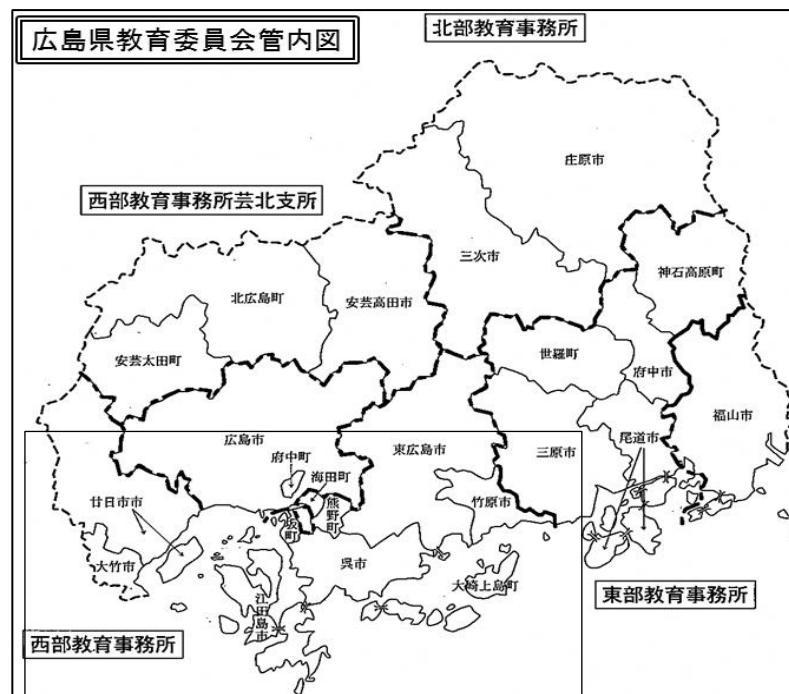 広島県教育委員会管内図
北部教育事務所
庄原市
西部教育事務所芸北支所
三次市
神石高原町
北広島町
安芸高田市
安芸太田町
世羅町
府中市
福山市
広島市
東広島市
三原市
尾道市
府中町
海田町
廿日市市
熊野町
竹原市
坂町
大竹市
呉市
大崎上島町
江田島市
東部教育事務所
西部教育事務所